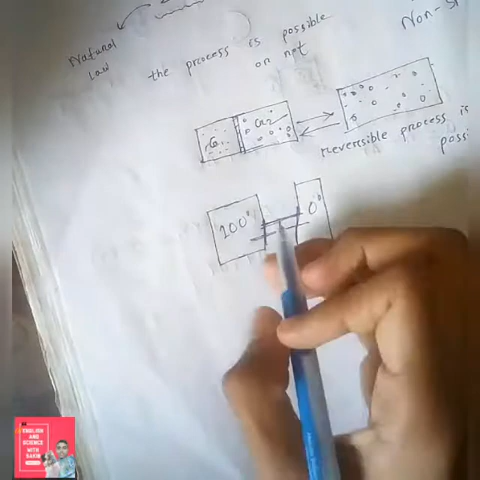 Natural
law
the process is possible
or not
Non-
G1
G2
reversible process is
possi
200°
0°
ENGLISH
AND
SCIENCE
WITH